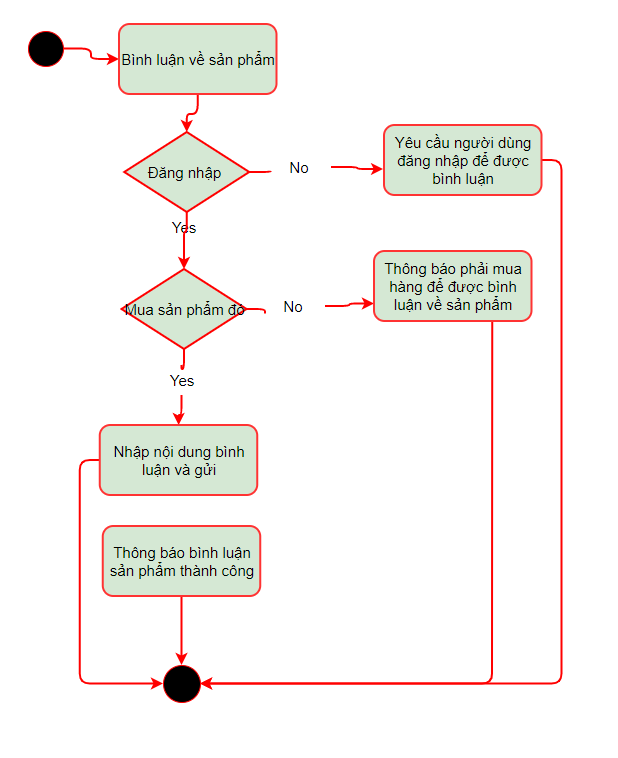 Bình luận về sản phẩm
Đăng nhập
No
Yêu cầu người dùng
đăng nhập để được
bình luận
Yes
Mua sản phẩm đó
No
Thông báo phải mua
hàng để được bình
luận về sản phẩm
Yes
Nhập nội dung bình
luận và gửi
Thông báo bình luận
sản phẩm thành công